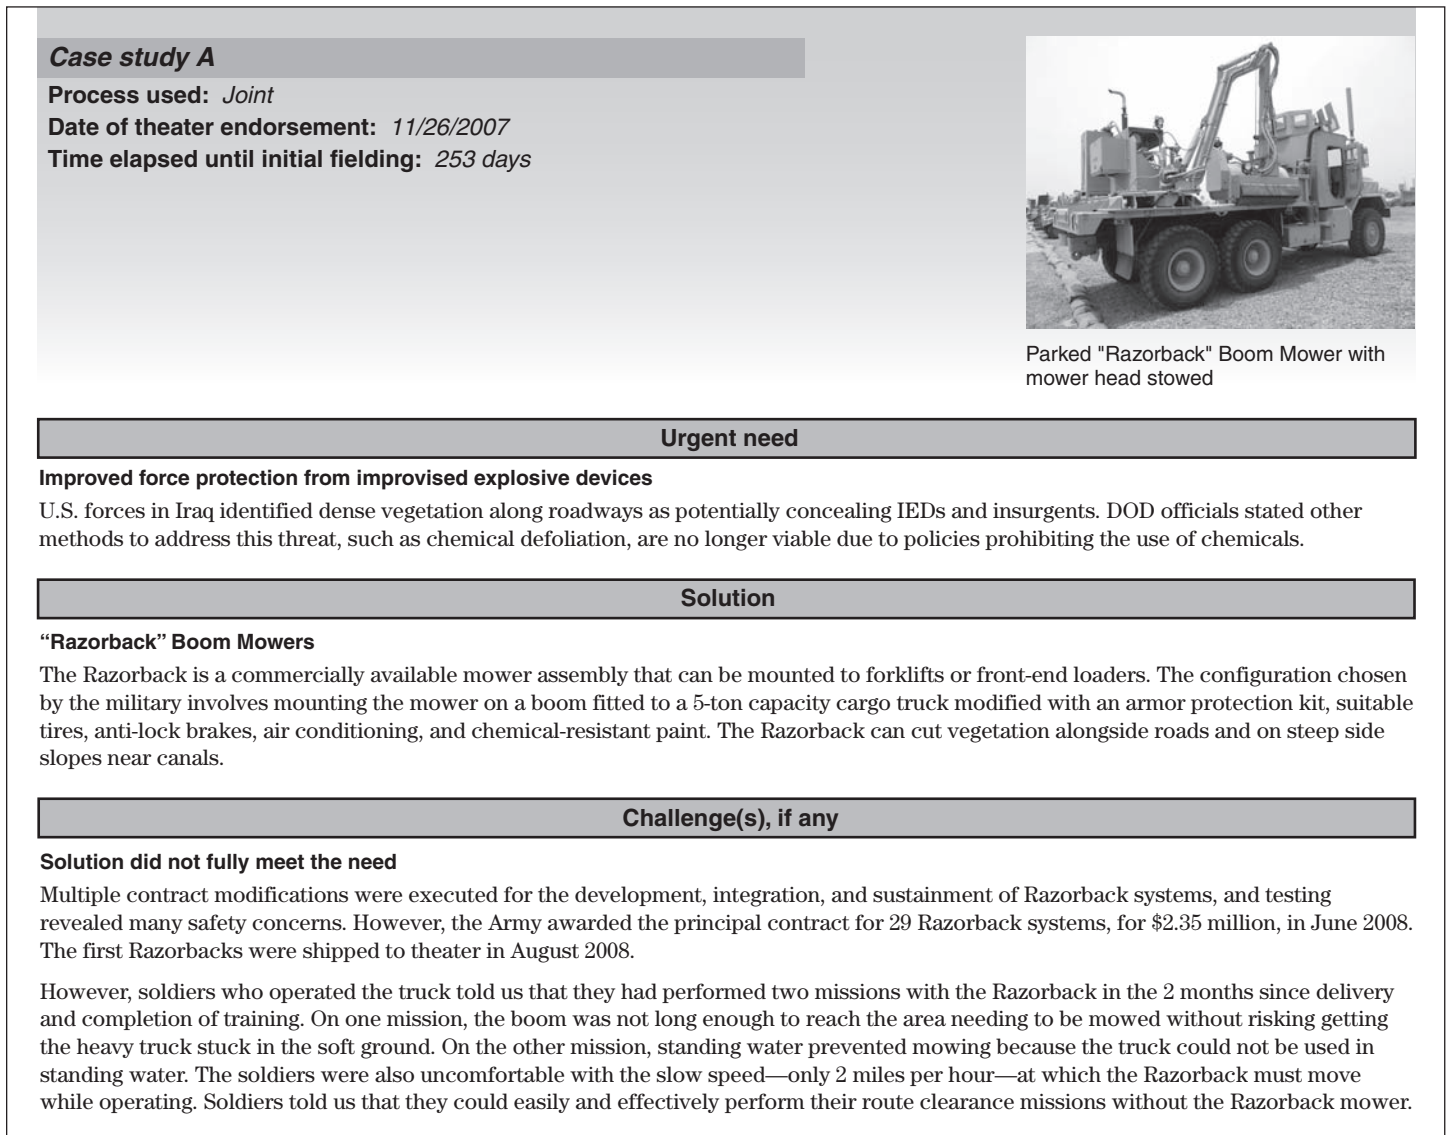 Case study A
Process used: Joint
Date of theater endorsement: 11/26/2007
Time elapsed until initial fielding: 253 days
Parked "Razorback" Boom Mower with
mower head stowed
Urgent need
Improved force protection from improvised explosive devices
U.S. forces in Iraq identified dense vegetation along roadways as potentially concealing IEDs and insurgents. DOD officials stated other
methods to address this threat, such as chemical defoliation, are no longer viable due to policies prohibiting the use of chemicals.
Solution
“Razorback” Boom Mowers
The Razorback is a commercially available mower assembly that can be mounted to forklifts or front-end loaders. The configuration chosen
by the military involves mounting the mower on a boom fitted to a 5-ton capacity cargo truck modified with an armor protection kit, suitable
tires, anti-lock brakes, air conditioning, and chemical-resistant paint. The Razorback can cut vegetation alongside roads and on steep side
slopes near canals.
Challenge(s), if any
Solution did not fully meet the need
Multiple contract modifications were executed for the development, integration, and sustainment of Razorback systems, and testing
revealed many safety concerns. However, the Army awarded the principal contract for 29 Razorback systems, for $2.35 million, in June 2008.
The first Razorbacks were shipped to theater in August 2008.
However, soldiers who operated the truck told us that they had performed two missions with the Razorback in the 2 months since delivery
and completion of training. On one mission, the boom was not long enough to reach the area needing to be mowed without risking getting
the heavy truck stuck in the soft ground. On the other mission, standing water prevented mowing because the truck could not be used in
standing water. The soldiers were also uncomfortable with the slow speed—only 2 miles per hour—at which the Razorback must move
while operating. Soldiers told us that they could easily and effectively perform their route clearance missions without the Razorback mower.